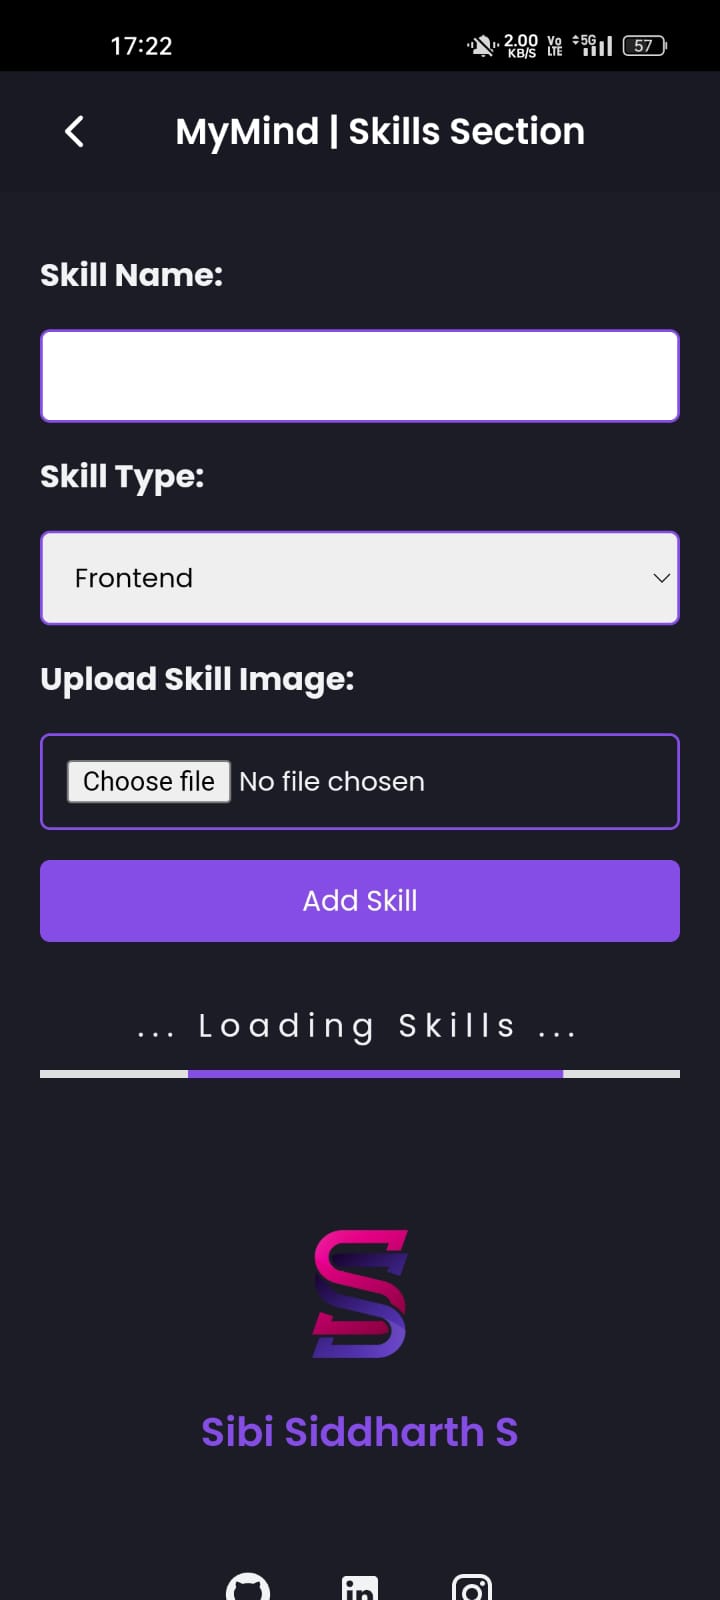 17:22
2.00 KB/S Vo LTE 5G 57
MyMind | Skills Section
Skill Name:
Skill Type:
Frontend
Upload Skill Image:
Choose file No file chosen
Add Skill
... Loading Skills ...
Sibi Siddharth S
in